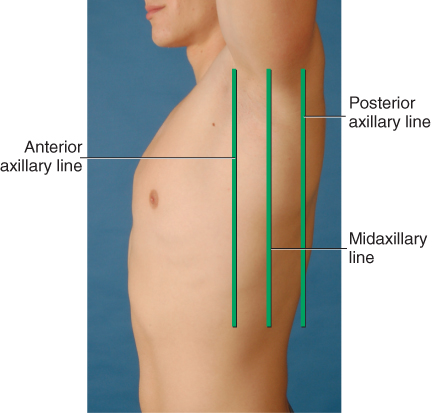 Posterior
axillary line
Anterior
axillary line
Midaxillary
line